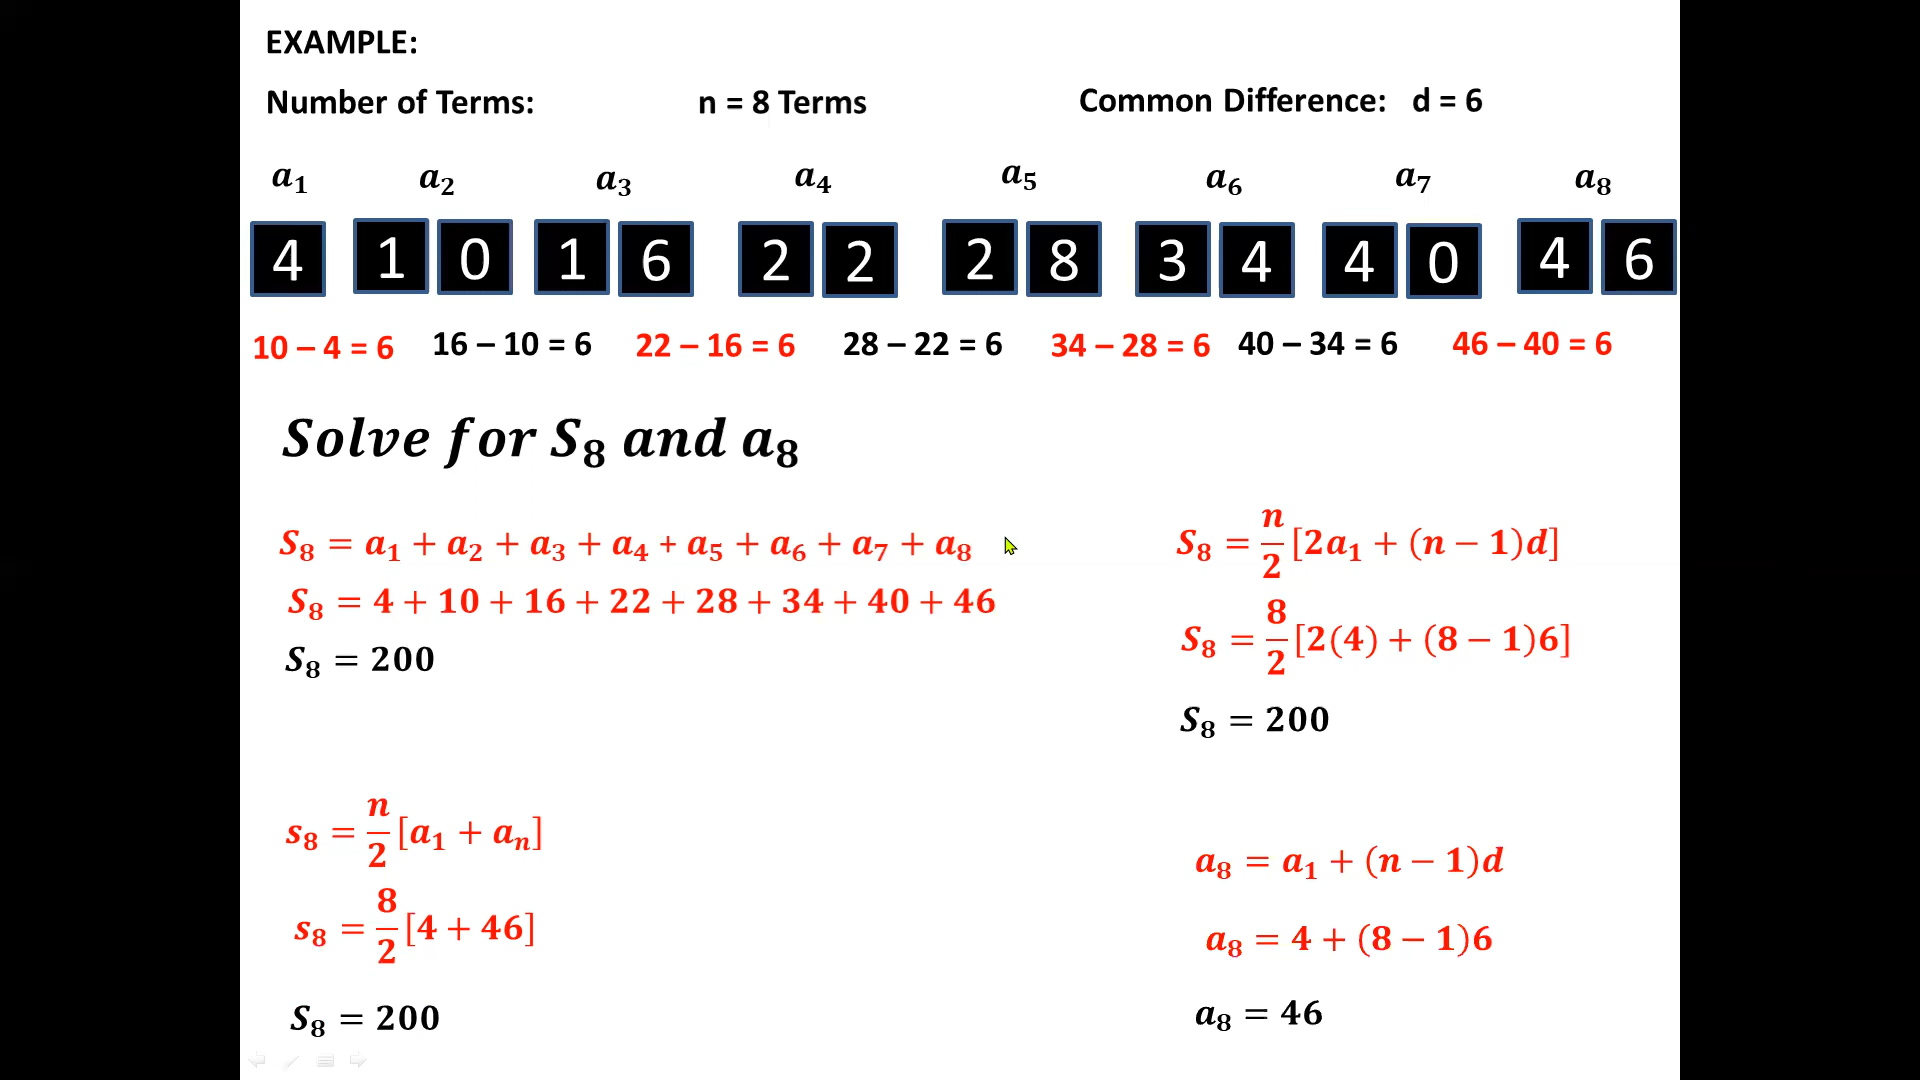 EXAMPLE:
Number of Terms: n = 8 Terms Common Difference: d = 6
a₁ a₂ a₃ a₄ a₅ a₆ a₇ a₈
4 1 0 1 6 2 2 2 8 3 4 4 0 4 6
10 – 4 = 6 16 – 10 = 6 22 – 16 = 6 28 – 22 = 6 34 – 28 = 6 40 – 34 = 6 46 – 40 = 6
Solve for S₈ and a₈
S₈ = a₁ + a₂ + a₃ + a₄ + a₅ + a₆ + a₇ + a₈
S₈ = 4 + 10 + 16 + 22 + 28 + 34 + 40 + 46
S₈ = 200
S₈ = n/2 [2a₁ + (n − 1)d]
S₈ = 8/2 [2(4) + (8 − 1)6]
S₈ = 200
s₈ = n/2 [a₁ + aₙ]
s₈ = 8/2 [4 + 46]
S₈ = 200
a₈ = a₁ + (n − 1)d
a₈ = 4 + (8 − 1)6
a₈ = 46